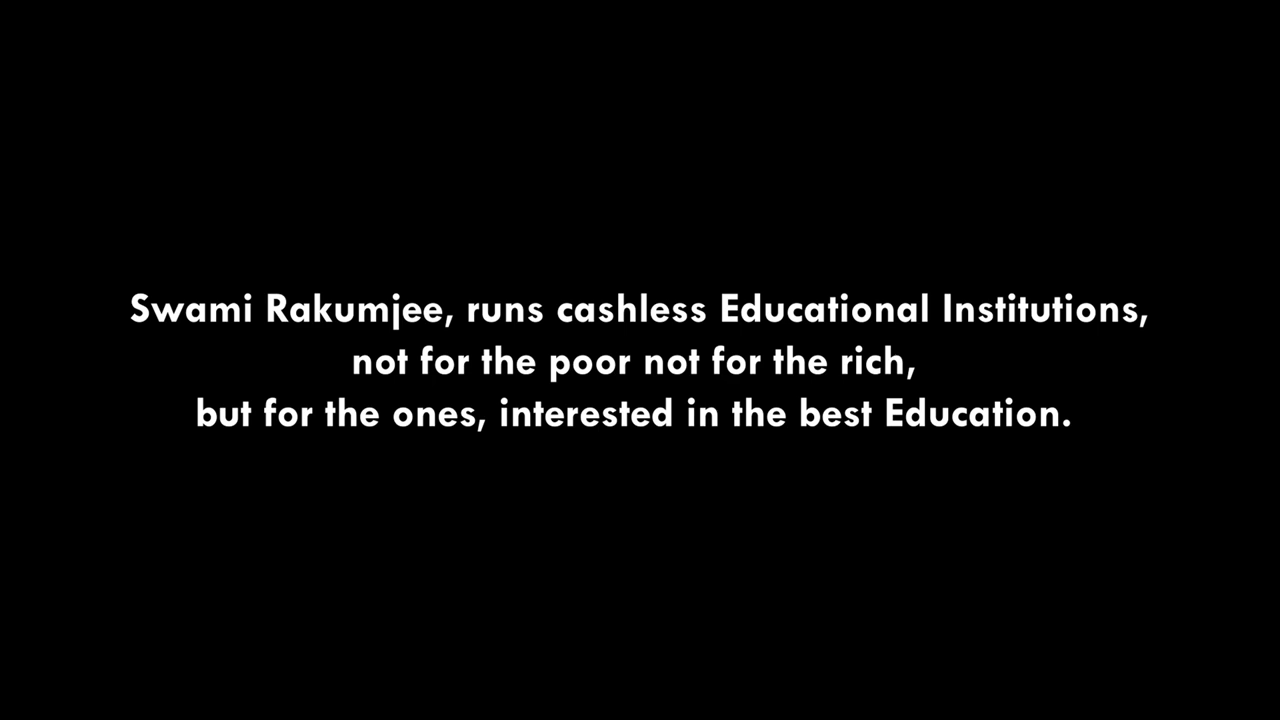 Swami Rakumjee, runs cashless Educational Institutions,
not for the poor not for the rich,
but for the ones, interested in the best Education.